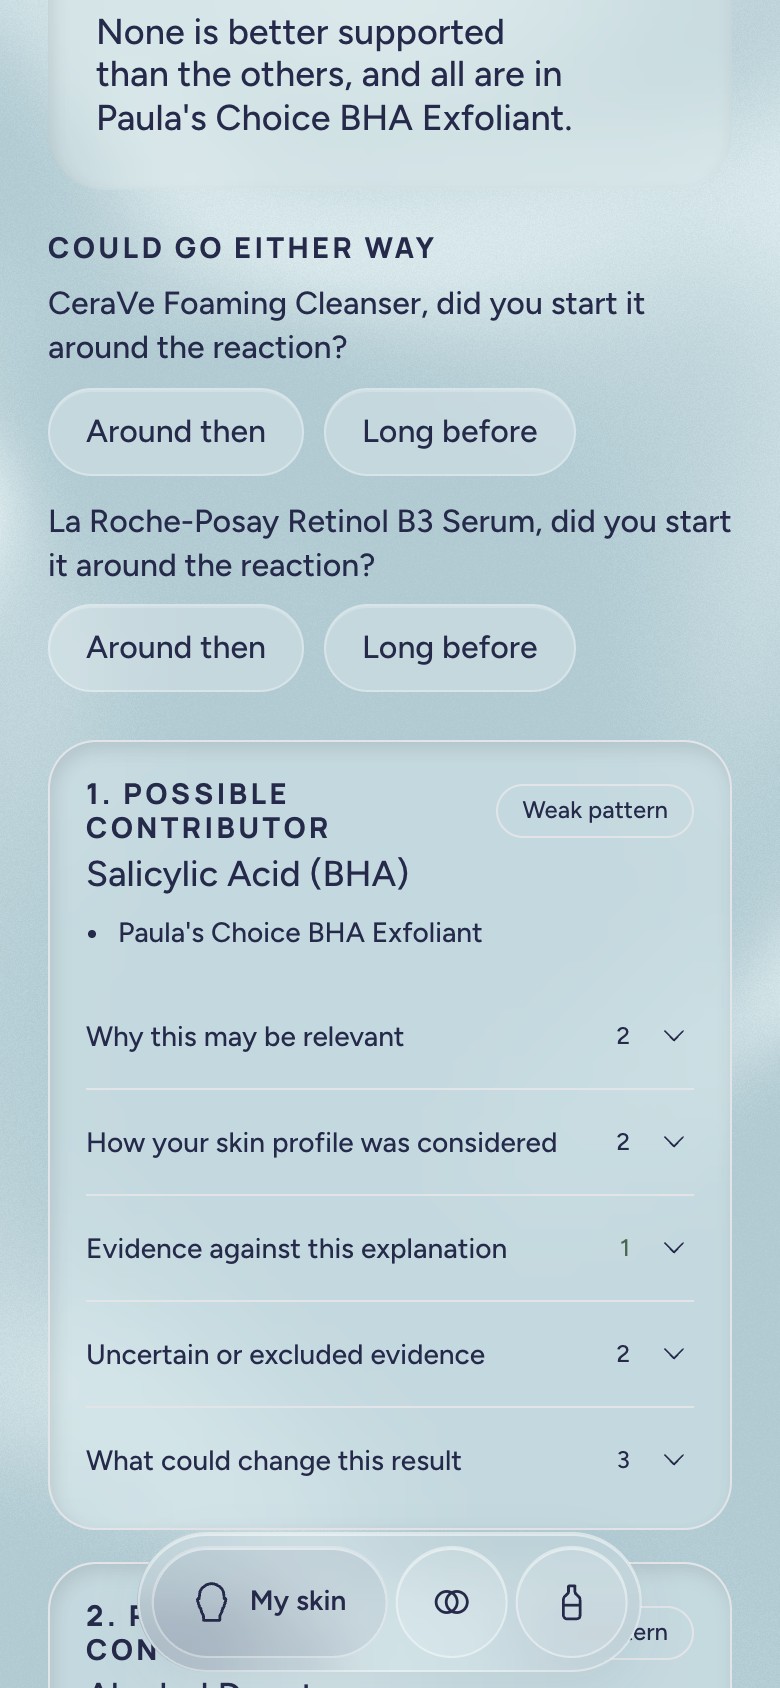 None is better supported
than the others, and all are in
Paula's Choice BHA Exfoliant.
COULD GO EITHER WAY
CeraVe Foaming Cleanser, did you start it
around the reaction?
Around then
Long before
La Roche-Posay Retinol B3 Serum, did you start
it around the reaction?
Around then
Long before
1. POSSIBLE
CONTRIBUTOR
Weak pattern
Salicylic Acid (BHA)
• Paula's Choice BHA Exfoliant
Why this may be relevant 2
How your skin profile was considered 2
Evidence against this explanation 1
Uncertain or excluded evidence 2
What could change this result 3
My skin
2.
CON
ern